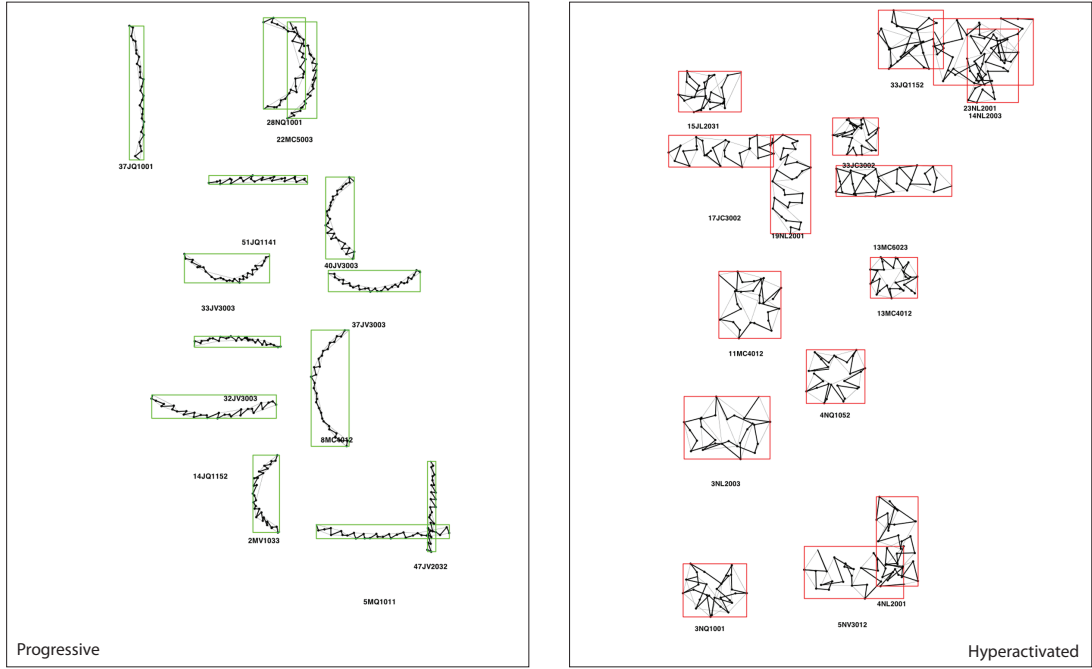 28NQ1001
22MC5003
37JQ1001
51JQ1141
40JV3003
33JV3003
37JV3003
32JV3003
8MC4012
14JQ1152
2MV1033
47JV2032
5MQ1011
Progressive
33JQ1152
23NL2001
14NL2003
15JL2031
33JC3002
17JC3002
19NL2001
13MC6023
13MC4012
11MC4012
4NQ1052
3NL2003
4NL2001
5NV3012
3NQ1001
Hyperactivated